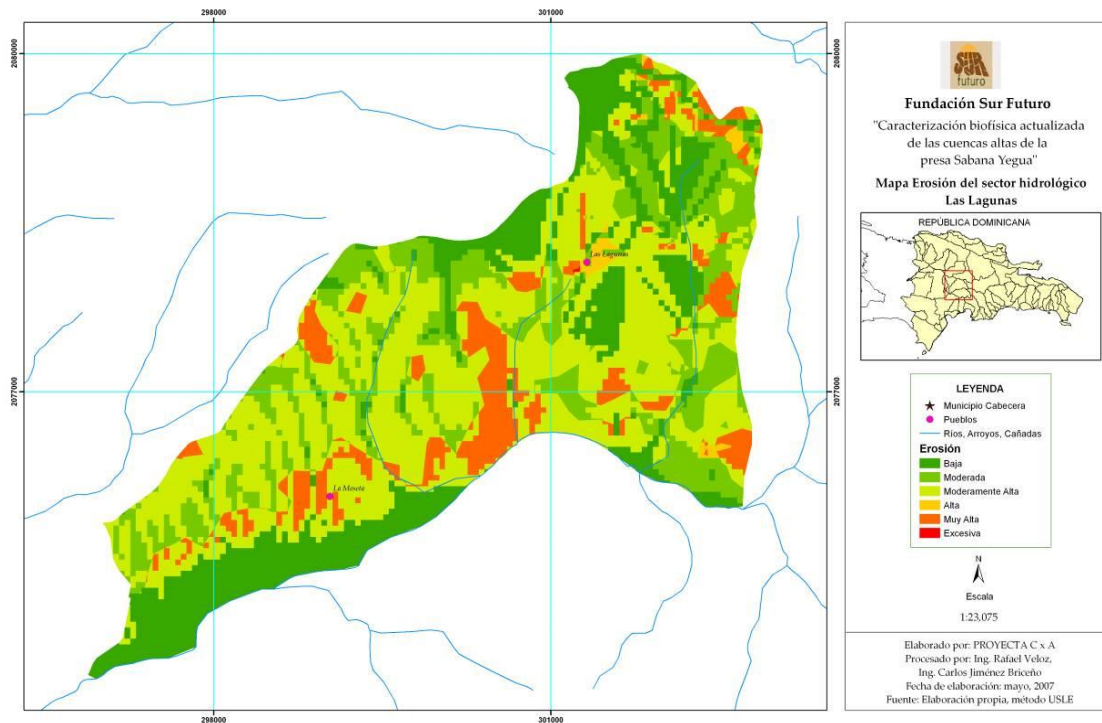 298000
301000
2080000
2080000
2077000
2077000
Las Lagunas
La Meseta
298000
301000
SUR
futuro
Fundación Sur Futuro
"Caracterización biofísica actualizada
de las cuencas altas de la
presa Sabana Yegua"
Mapa Erosión del sector hidrológico
Las Lagunas
REPÚBLICA DOMINICANA
LEYENDA
Municipio Cabecera
Pueblos
Ríos, Arroyos, Cañadas
Erosión
Baja
Moderada
Moderamente Alta
Alta
Muy Alta
Excesiva
N
Escala
1:23,075
Elaborado por: PROYECTA C x A
Procesado por: Ing. Rafael Veloz,
Ing. Carlos Jiménez Briceño
Fecha de elaboración: mayo, 2007
Fuente: Elaboración propia, método USLE